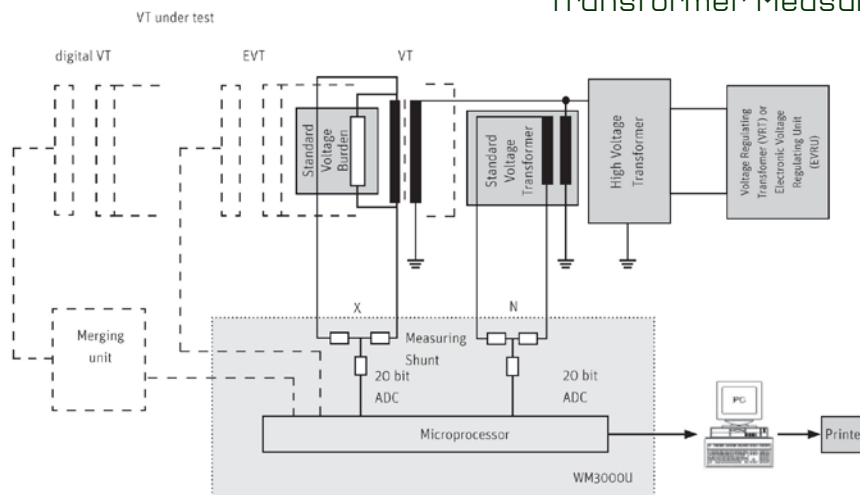 Transformer Measu
VT under test
digital VT
EVT
VT
Standard
Voltage
Burden
Standard
Voltage
Transformer
High Voltage
Transformer
Voltage Regulating
Transfomer (VRT) or
Electronic Voltage
Regulating Unit
(EVRU)
X
N
Merging
unit
Measuring
Shunt
20 bit
ADC
20 bit
ADC
Microprocessor
PC
Printe
WM3000U